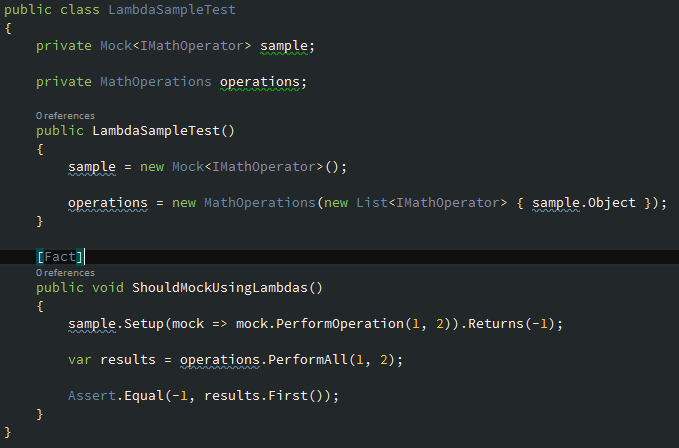 public class LambdaSampleTest
{
private Mock<IMathOperator> sample;
private MathOperations operations;
0 references
public LambdaSampleTest()
{
sample = new Mock<IMathOperator>();
operations = new MathOperations(new List<IMathOperator> { sample.Object });
}
[Fact]
0 references
public void ShouldMockUsingLambdas()
{
sample.Setup(mock => mock.PerformOperation(1, 2)).Returns(-1);
var results = operations.PerformAll(1, 2);
Assert.Equal(-1, results.First());
}
}